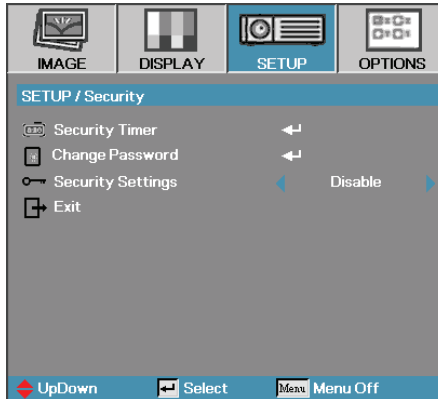 IMAGE DISPLAY SETUP OPTIONS
SETUP / Security
Security Timer
Change Password
Security Settings Disable
Exit
UpDown Select Menu Menu Off